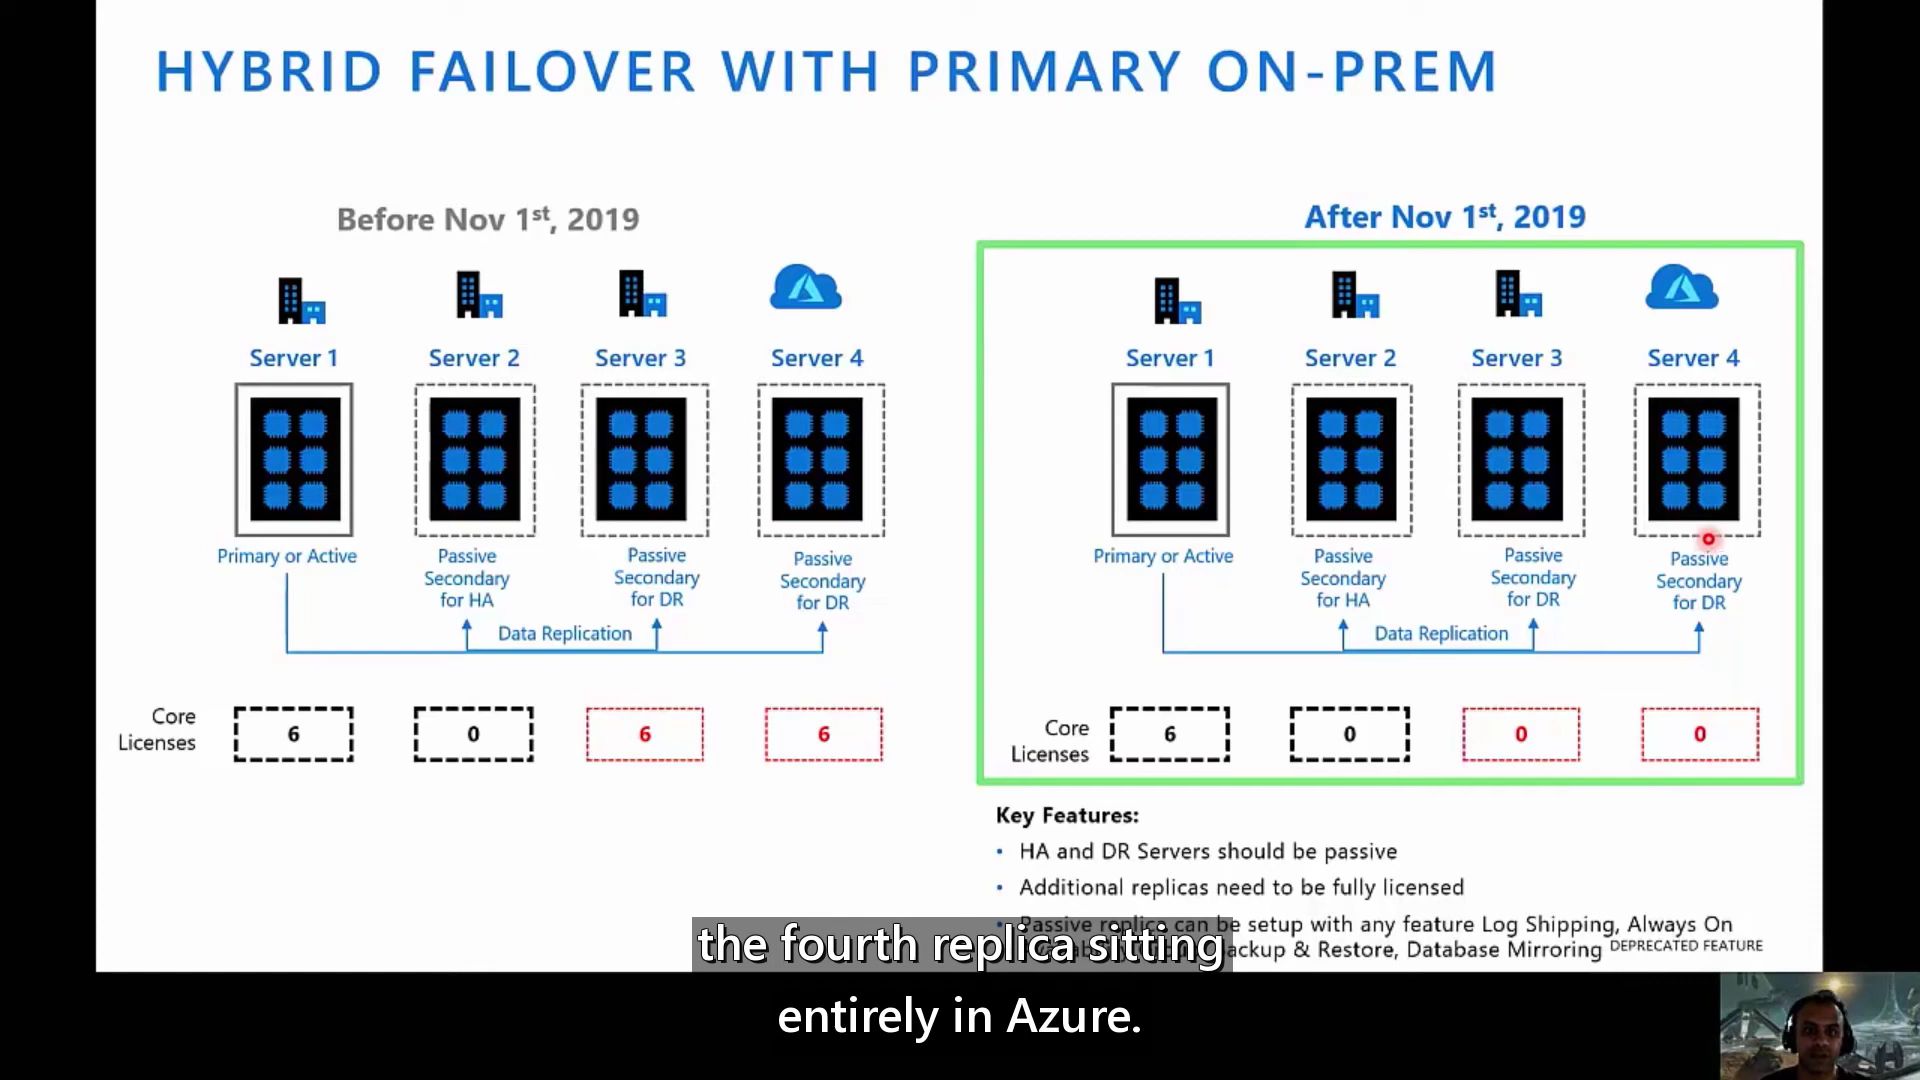 HYBRID FAILOVER WITH PRIMARY ON-PREM
Before Nov 1st, 2019
Server 1
Server 2
Server 3
Server 4
Primary or Active
Passive
Secondary
for HA
Passive
Secondary
for DR
Passive
Secondary
for DR
Data Replication
Core
Licenses
6
0
6
6
After Nov 1st, 2019
Server 1
Server 2
Server 3
Server 4
Primary or Active
Passive
Secondary
for HA
Passive
Secondary
for DR
Passive
Secondary
for DR
Data Replication
Core
Licenses
6
0
0
0
Key Features:
• HA and DR Servers should be passive
• Additional replicas need to be fully licensed
• Passive replica can be setup with any feature Log Shipping, Always On
Backup & Restore, Database Mirroring DEPRECATED FEATURE
the fourth replica sitting
entirely in Azure.